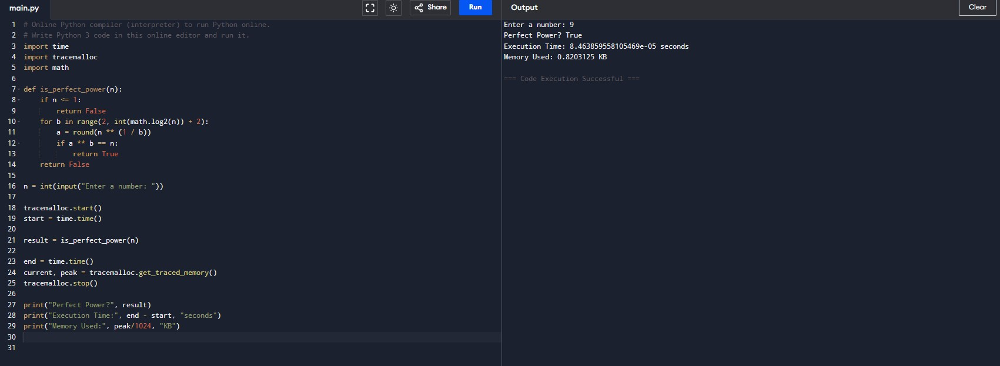 main.py
Share
Run
Output
Clear
1 # Online Python compiler (interpreter) to run Python online.
2 # Write Python 3 code in this online editor and run it.
3 import time
4 import tracemalloc
5 import math
6
7 def is_perfect_power(n):
8     if n <= 1:
9         return False
10     for b in range(2, int(math.log2(n)) + 2):
11         a = round(n ** (1 / b))
12         if a ** b == n:
13             return True
14     return False
15
16 n = int(input("Enter a number: "))
17
18 tracemalloc.start()
19 start = time.time()
20
21 result = is_perfect_power(n)
22
23 end = time.time()
24 current, peak = tracemalloc.get_traced_memory()
25 tracemalloc.stop()
26
27 print("Perfect Power?", result)
28 print("Execution Time:", end - start, "seconds")
29 print("Memory Used:", peak/1024, "KB")
30
31
Enter a number: 9
Perfect Power? True
Execution Time: 8.463859558105469e-05 seconds
Memory Used: 0.8203125 KB
=== Code Execution Successful ===